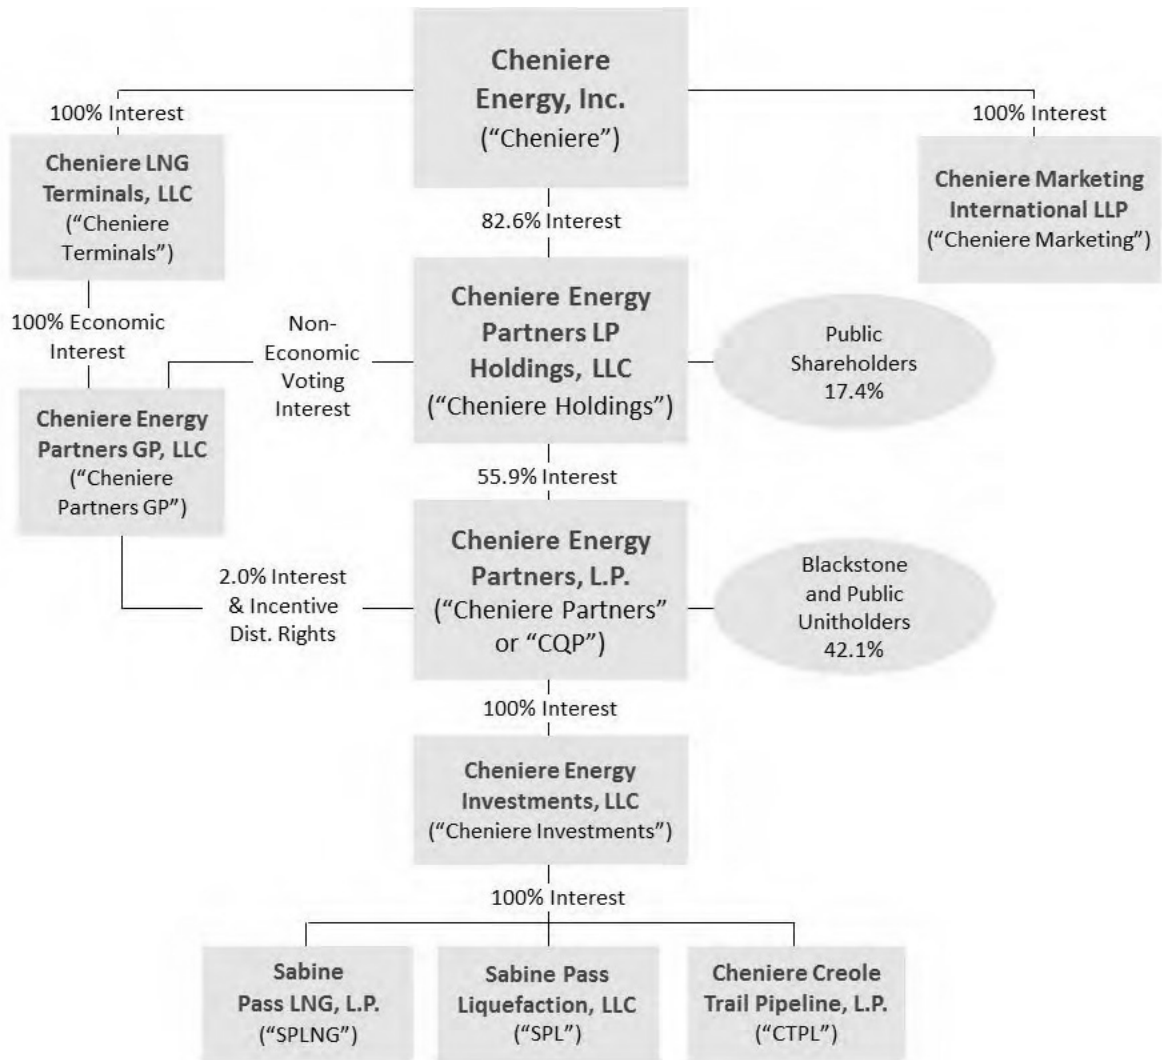 Cheniere
Energy, Inc.
(“Cheniere”)
100% Interest
100% Interest
Cheniere LNG
Terminals, LLC
(“Cheniere
Terminals”)
Cheniere Marketing
International LLP
(“Cheniere Marketing”)
82.6% Interest
100% Economic
Interest
Non-
Economic
Voting
Interest
Cheniere Energy
Partners LP
Holdings, LLC
(“Cheniere Holdings”)
Public
Shareholders
17.4%
Cheniere Energy
Partners GP, LLC
(“Cheniere
Partners GP”)
55.9% Interest
2.0% Interest
& Incentive
Dist. Rights
Cheniere Energy
Partners, L.P.
(“Cheniere Partners”
or “CQP”)
Blackstone
and Public
Unitholders
42.1%
100% Interest
Cheniere Energy
Investments, LLC
(“Cheniere Investments”)
100% Interest
Sabine
Pass LNG, L.P.
(“SPLNG”)
Sabine Pass
Liquefaction, LLC
(“SPL”)
Cheniere Creole
Trail Pipeline, L.P.
(“CTPL”)